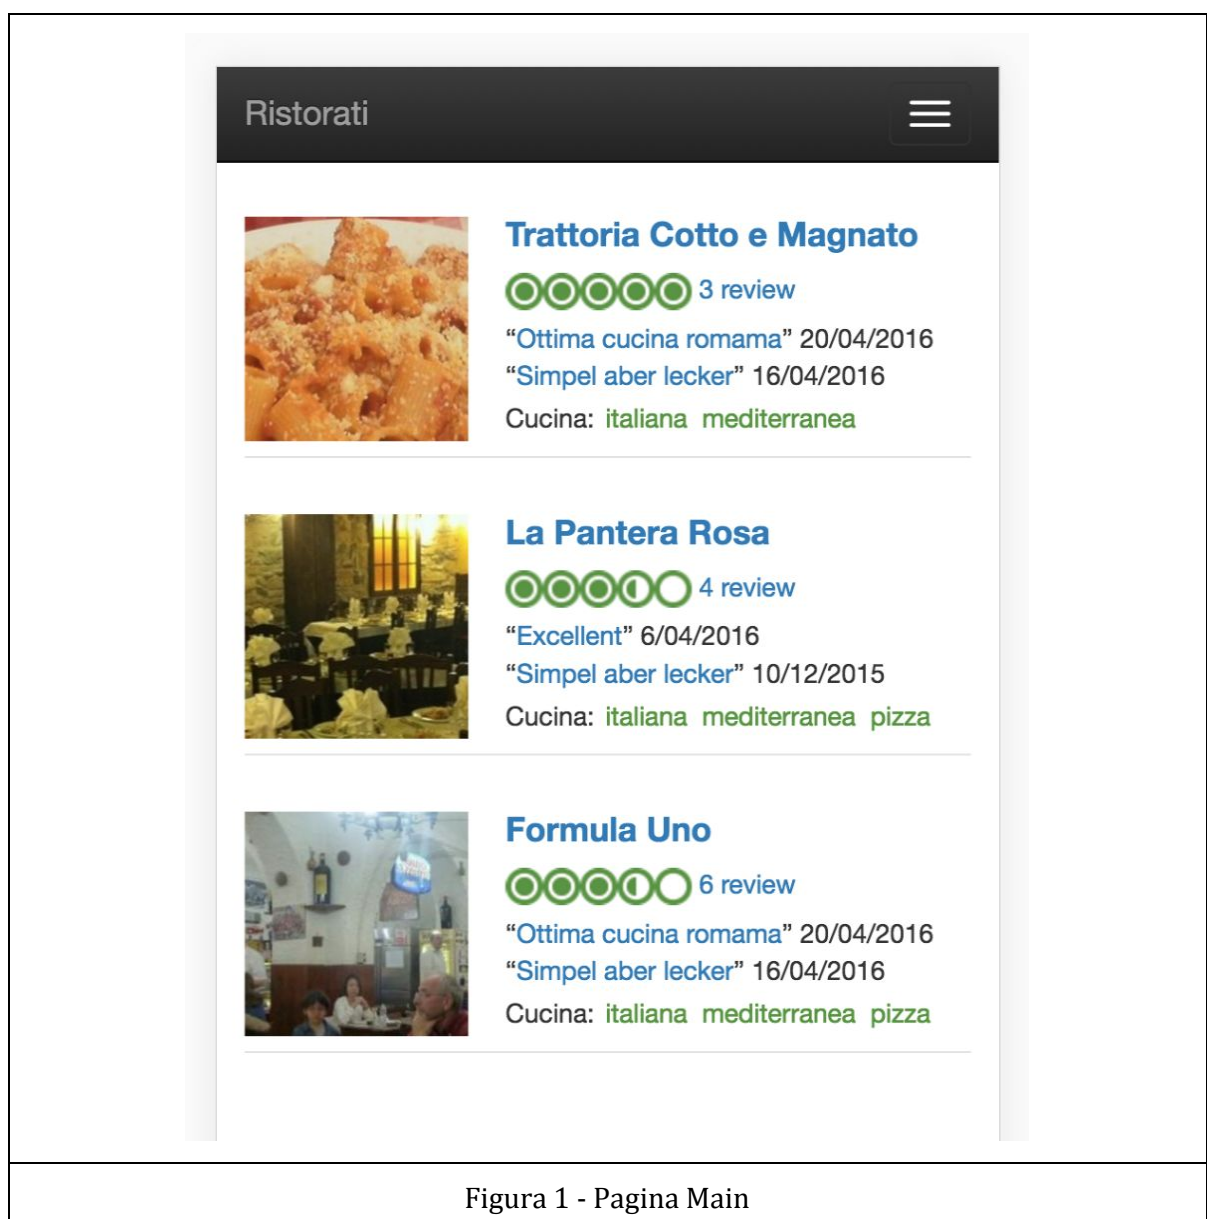 Ristorati
Trattoria Cotto e Magnato
3 review
“Ottima cucina romama” 20/04/2016
“Simpel aber lecker” 16/04/2016
Cucina: italiana mediterranea
La Pantera Rosa
4 review
“Excellent” 6/04/2016
“Simpel aber lecker” 10/12/2015
Cucina: italiana mediterranea pizza
Formula Uno
6 review
“Ottima cucina romama” 20/04/2016
“Simpel aber lecker” 16/04/2016
Cucina: italiana mediterranea pizza
Figura 1 - Pagina Main